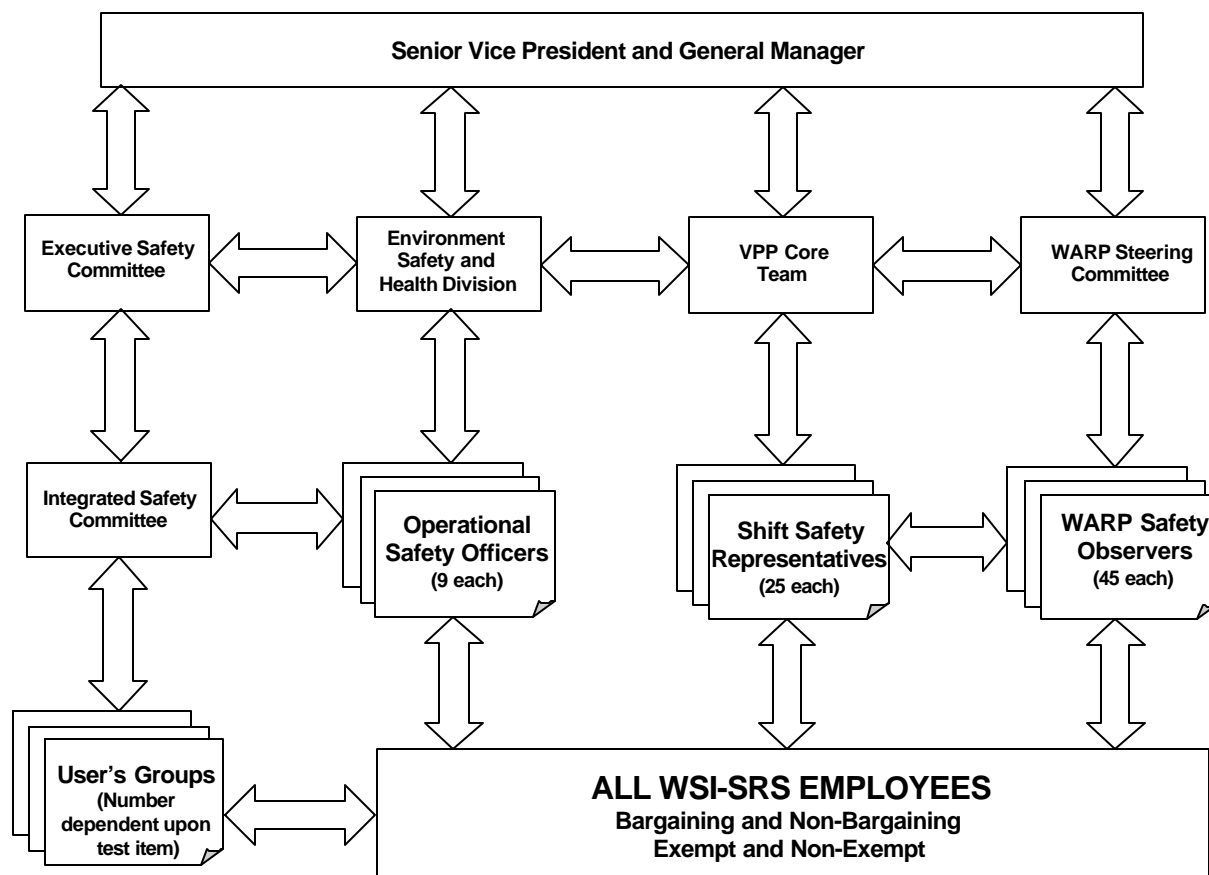 Senior Vice President and General Manager
Executive Safety
Committee
Environment
Safety and
Health Division
VPP Core
Team
WARP Steering
Committee
Integrated Safety
Committee
Operational
Safety Officers
(9 each)
Shift Safety
Representatives
(25 each)
WARP Safety
Observers
(45 each)
User's Groups
(Number
dependent upon
test item)
ALL WSI-SRS EMPLOYEES
Bargaining and Non-Bargaining
Exempt and Non-Exempt